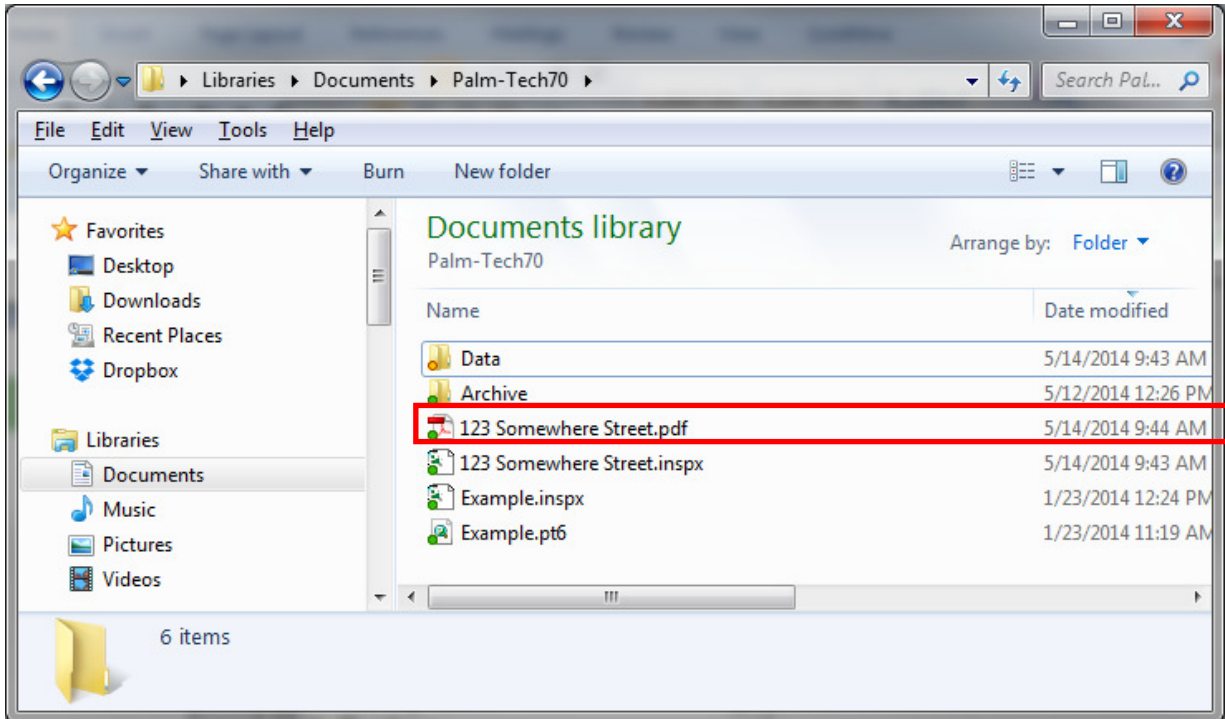 Libraries Documents Palm-Tech70 Search Pal...
File Edit View Tools Help
Organize Share with Burn New folder
Favorites
Desktop
Downloads
Recent Places
Dropbox
Libraries
Documents
Music
Pictures
Videos
Documents library
Palm-Tech70
Arrange by: Folder
Name Date modified
Data 5/14/2014 9:43 AM
Archive 5/12/2014 12:26 PM
123 Somewhere Street.pdf 5/14/2014 9:44 AM
123 Somewhere Street.inspx 5/14/2014 9:43 AM
Example.inspx 1/23/2014 12:24 PM
Example.pt6 1/23/2014 11:19 AM
6 items